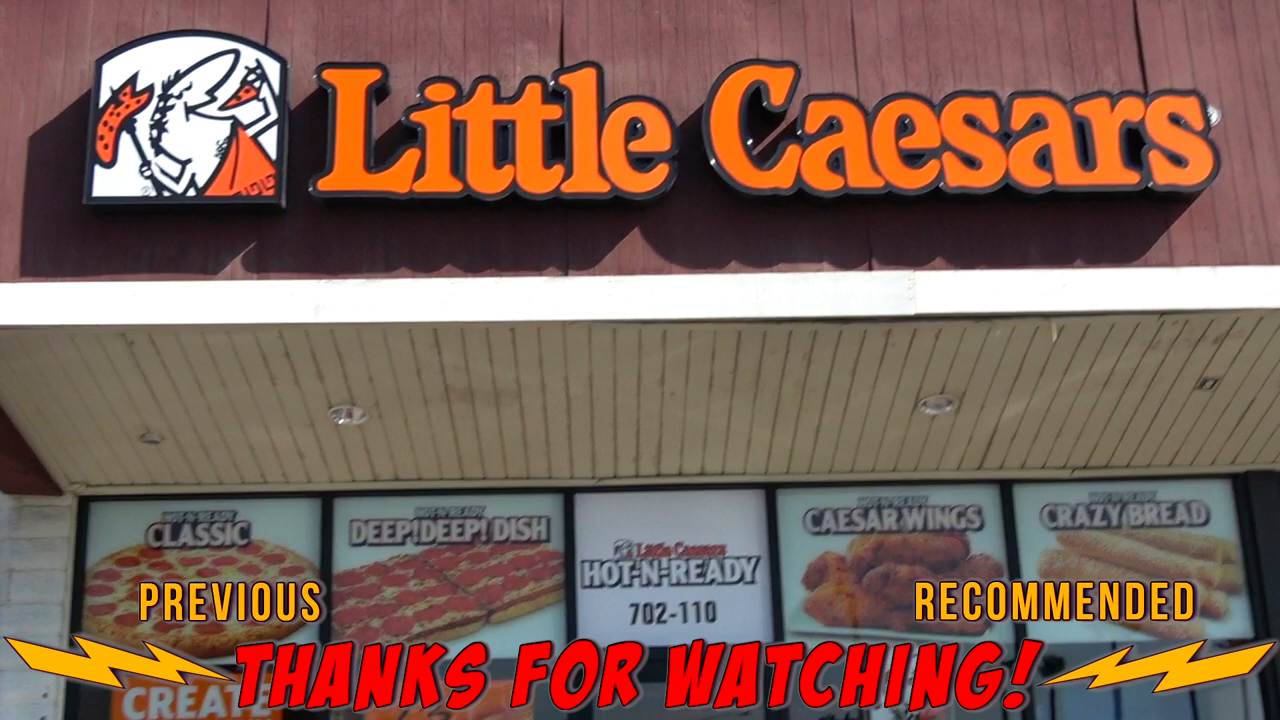 Little Caesars
HOT-N-READY
CLASSIC
HOT-N-READY
DEEP!DEEP! DISH
Little Caesars
HOT-N-READY
702-110
HOT-N-READY
CAESAR WINGS
HOT-N-READY
CRAZY BREAD
PREVIOUS
RECOMMENDED
THANKS FOR WATCHING!
CREATE